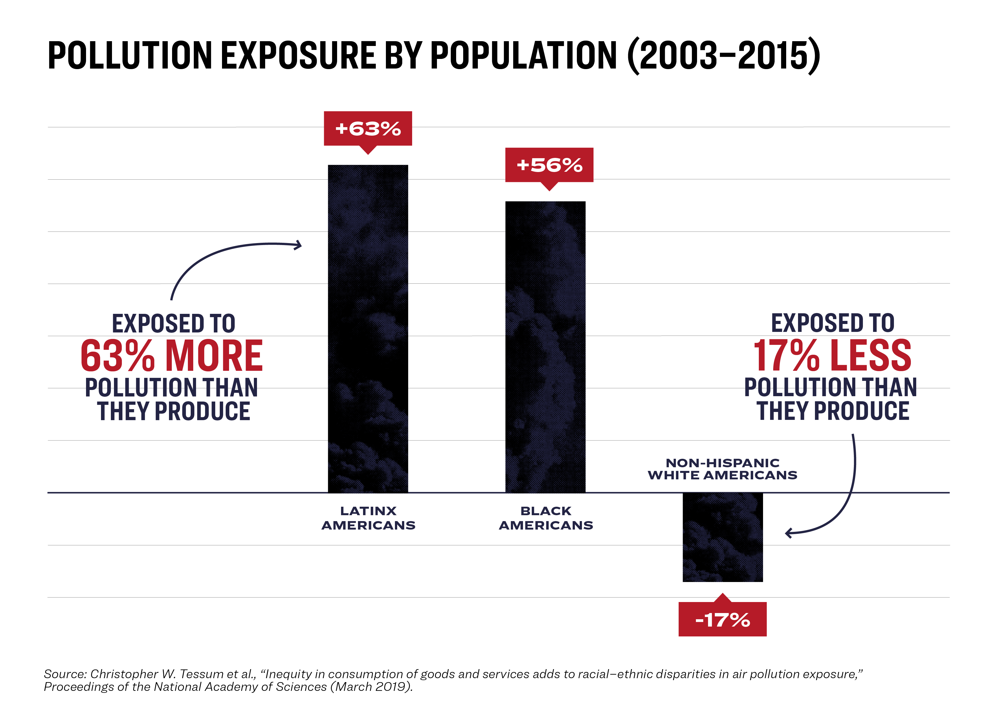 POLLUTION EXPOSURE BY POPULATION (2003–2015)
+63%
+56%
EXPOSED TO
63% MORE
POLLUTION THAN
THEY PRODUCE
EXPOSED TO
17% LESS
POLLUTION THAN
THEY PRODUCE
NON-HISPANIC
WHITE AMERICANS
LATINX
AMERICANS
BLACK
AMERICANS
-17%
Source: Christopher W. Tessum et al., “Inequity in consumption of goods and services adds to racial–ethnic disparities in air pollution exposure,”
Proceedings of the National Academy of Sciences (March 2019).